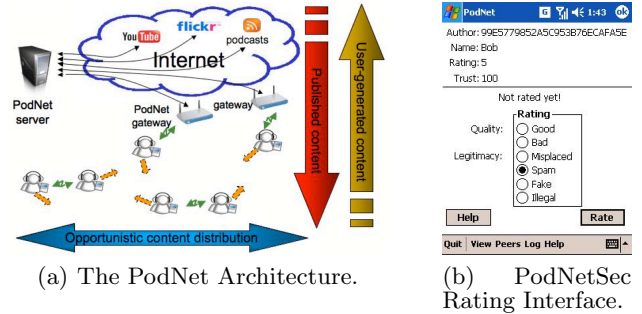 YouTube
flickr
podcasts
Internet
PodNet
server
PodNet
gateway
gateway
Published content
User-generated content
Opportunistic content distribution
(a) The PodNet Architecture.
PodNet
G
1:43
ok
Author: 99E5779852A5C953B76ECAFA5E
Name: Bob
Rating: 5
Trust: 100
Not rated yet!
Rating
Quality:
Good
Bad
Legitimacy:
Misplaced
Spam
Fake
Illegal
Help
Rate
Quit View Peers Log Help
(b) PodNetSec
Rating Interface.